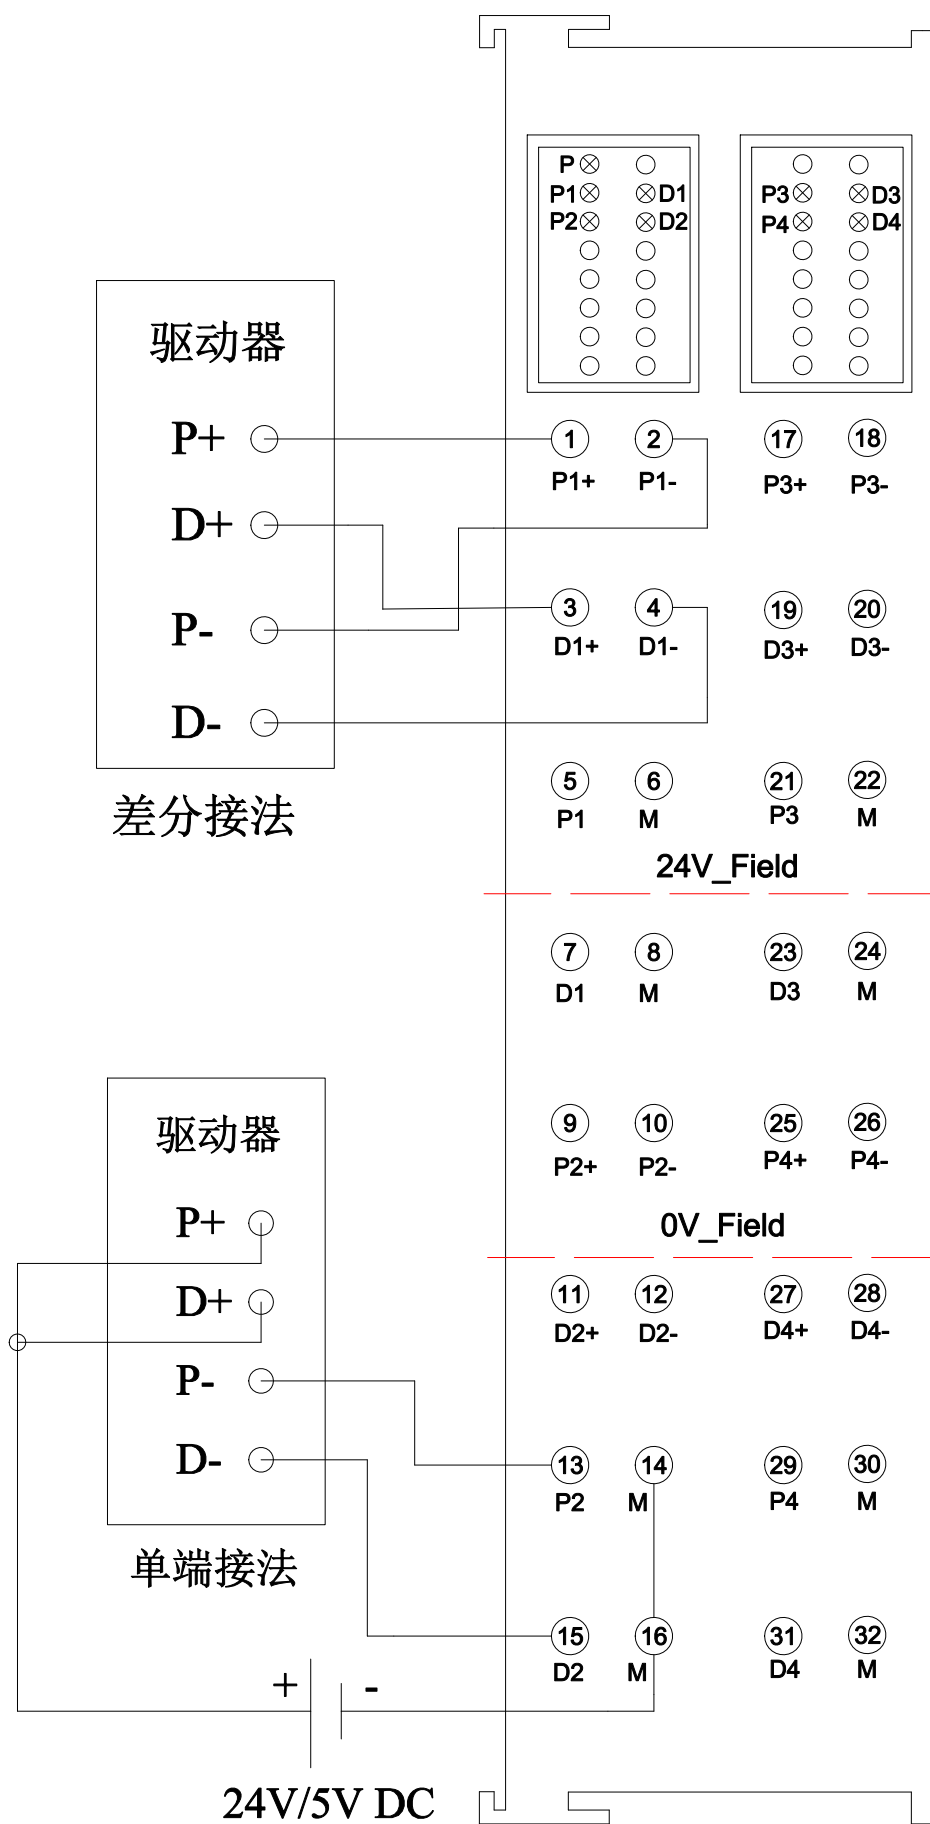 P
P1 D1
P2 D2
P3 D3
P4 D4
驱动器
P+
D+
P-
D-
差分接法
1 2 17 18
P1+ P1- P3+ P3-
3 4 19 20
D1+ D1- D3+ D3-
5 6 21 22
P1 M P3 M
24V_Field
7 8 23 24
D1 M D3 M
9 10 25 26
P2+ P2- P4+ P4-
0V_Field
11 12 27 28
D2+ D2- D4+ D4-
13 14 29 30
P2 M P4 M
15 16 31 32
D2 M D4 M
驱动器
P+
D+
P-
D-
单端接法
+ -
24V/5V DC